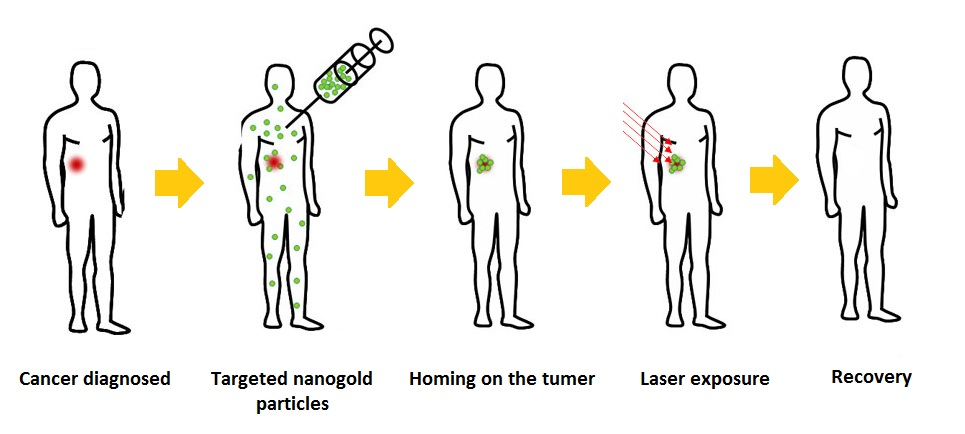 Cancer diagnosed
Targeted nanogold
particles
Homing on the tumer
Laser exposure
Recovery